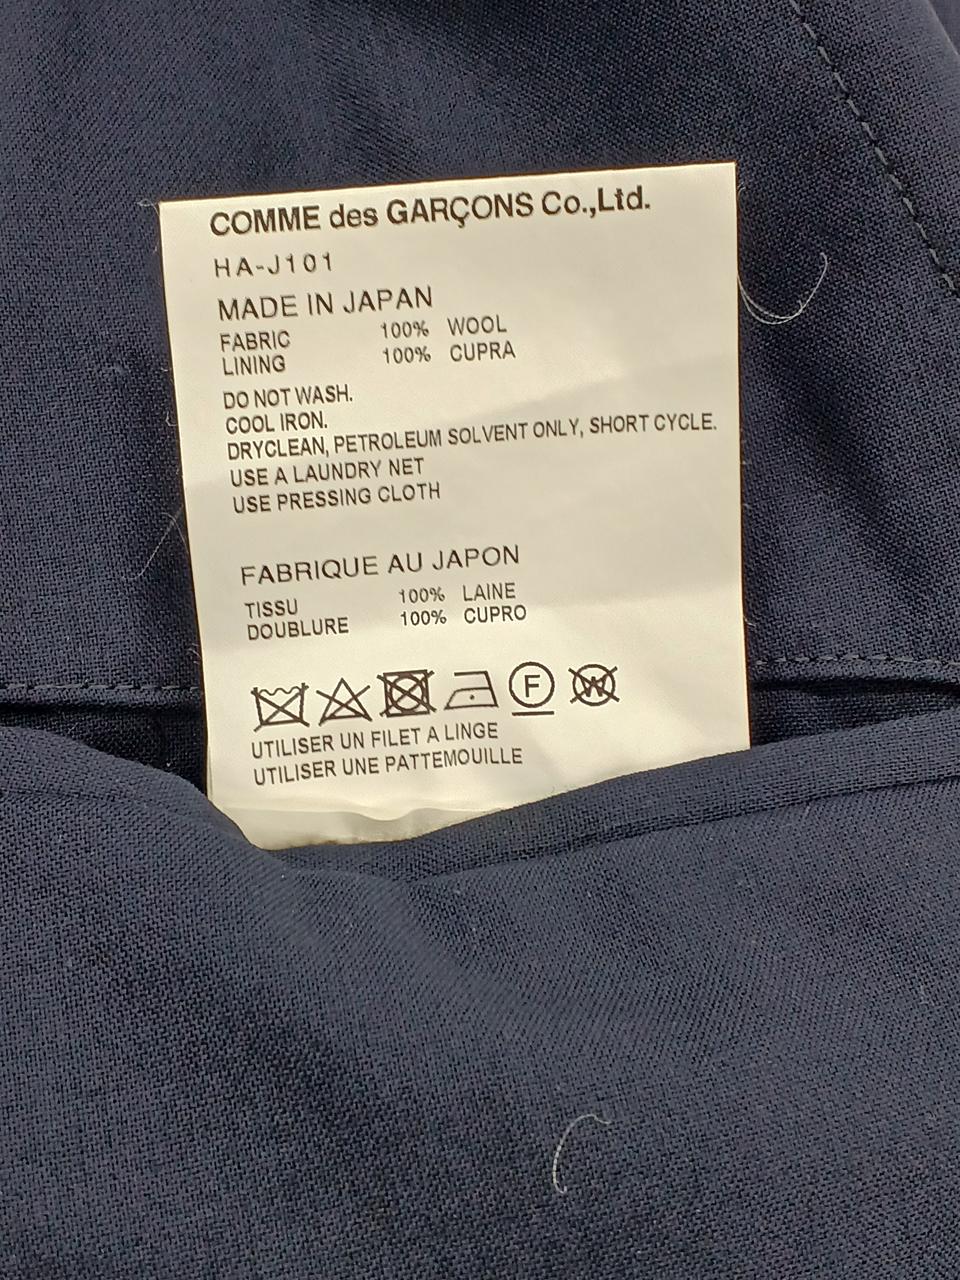 COMME des GARÇONS Co.,Ltd.
HA-J101
MADE IN JAPAN
FABRIC 100% WOOL
LINING 100% CUPRA
DO NOT WASH.
COOL IRON.
DRYCLEAN, PETROLEUM SOLVENT ONLY, SHORT CYCLE.
USE A LAUNDRY NET
USE PRESSING CLOTH
FABRIQUE AU JAPON
TISSU 100% LAINE
DOUBLURE 100% CUPRO
F W
UTILISER UN FILET A LINGE
UTILISER UNE PATTEMOUILLE